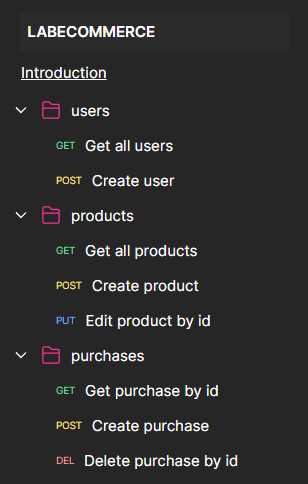 LABECOMMERCE
Introduction
users
GET Get all users
POST Create user
products
GET Get all products
POST Create product
PUT Edit product by id
purchases
GET Get purchase by id
POST Create purchase
DEL Delete purchase by id